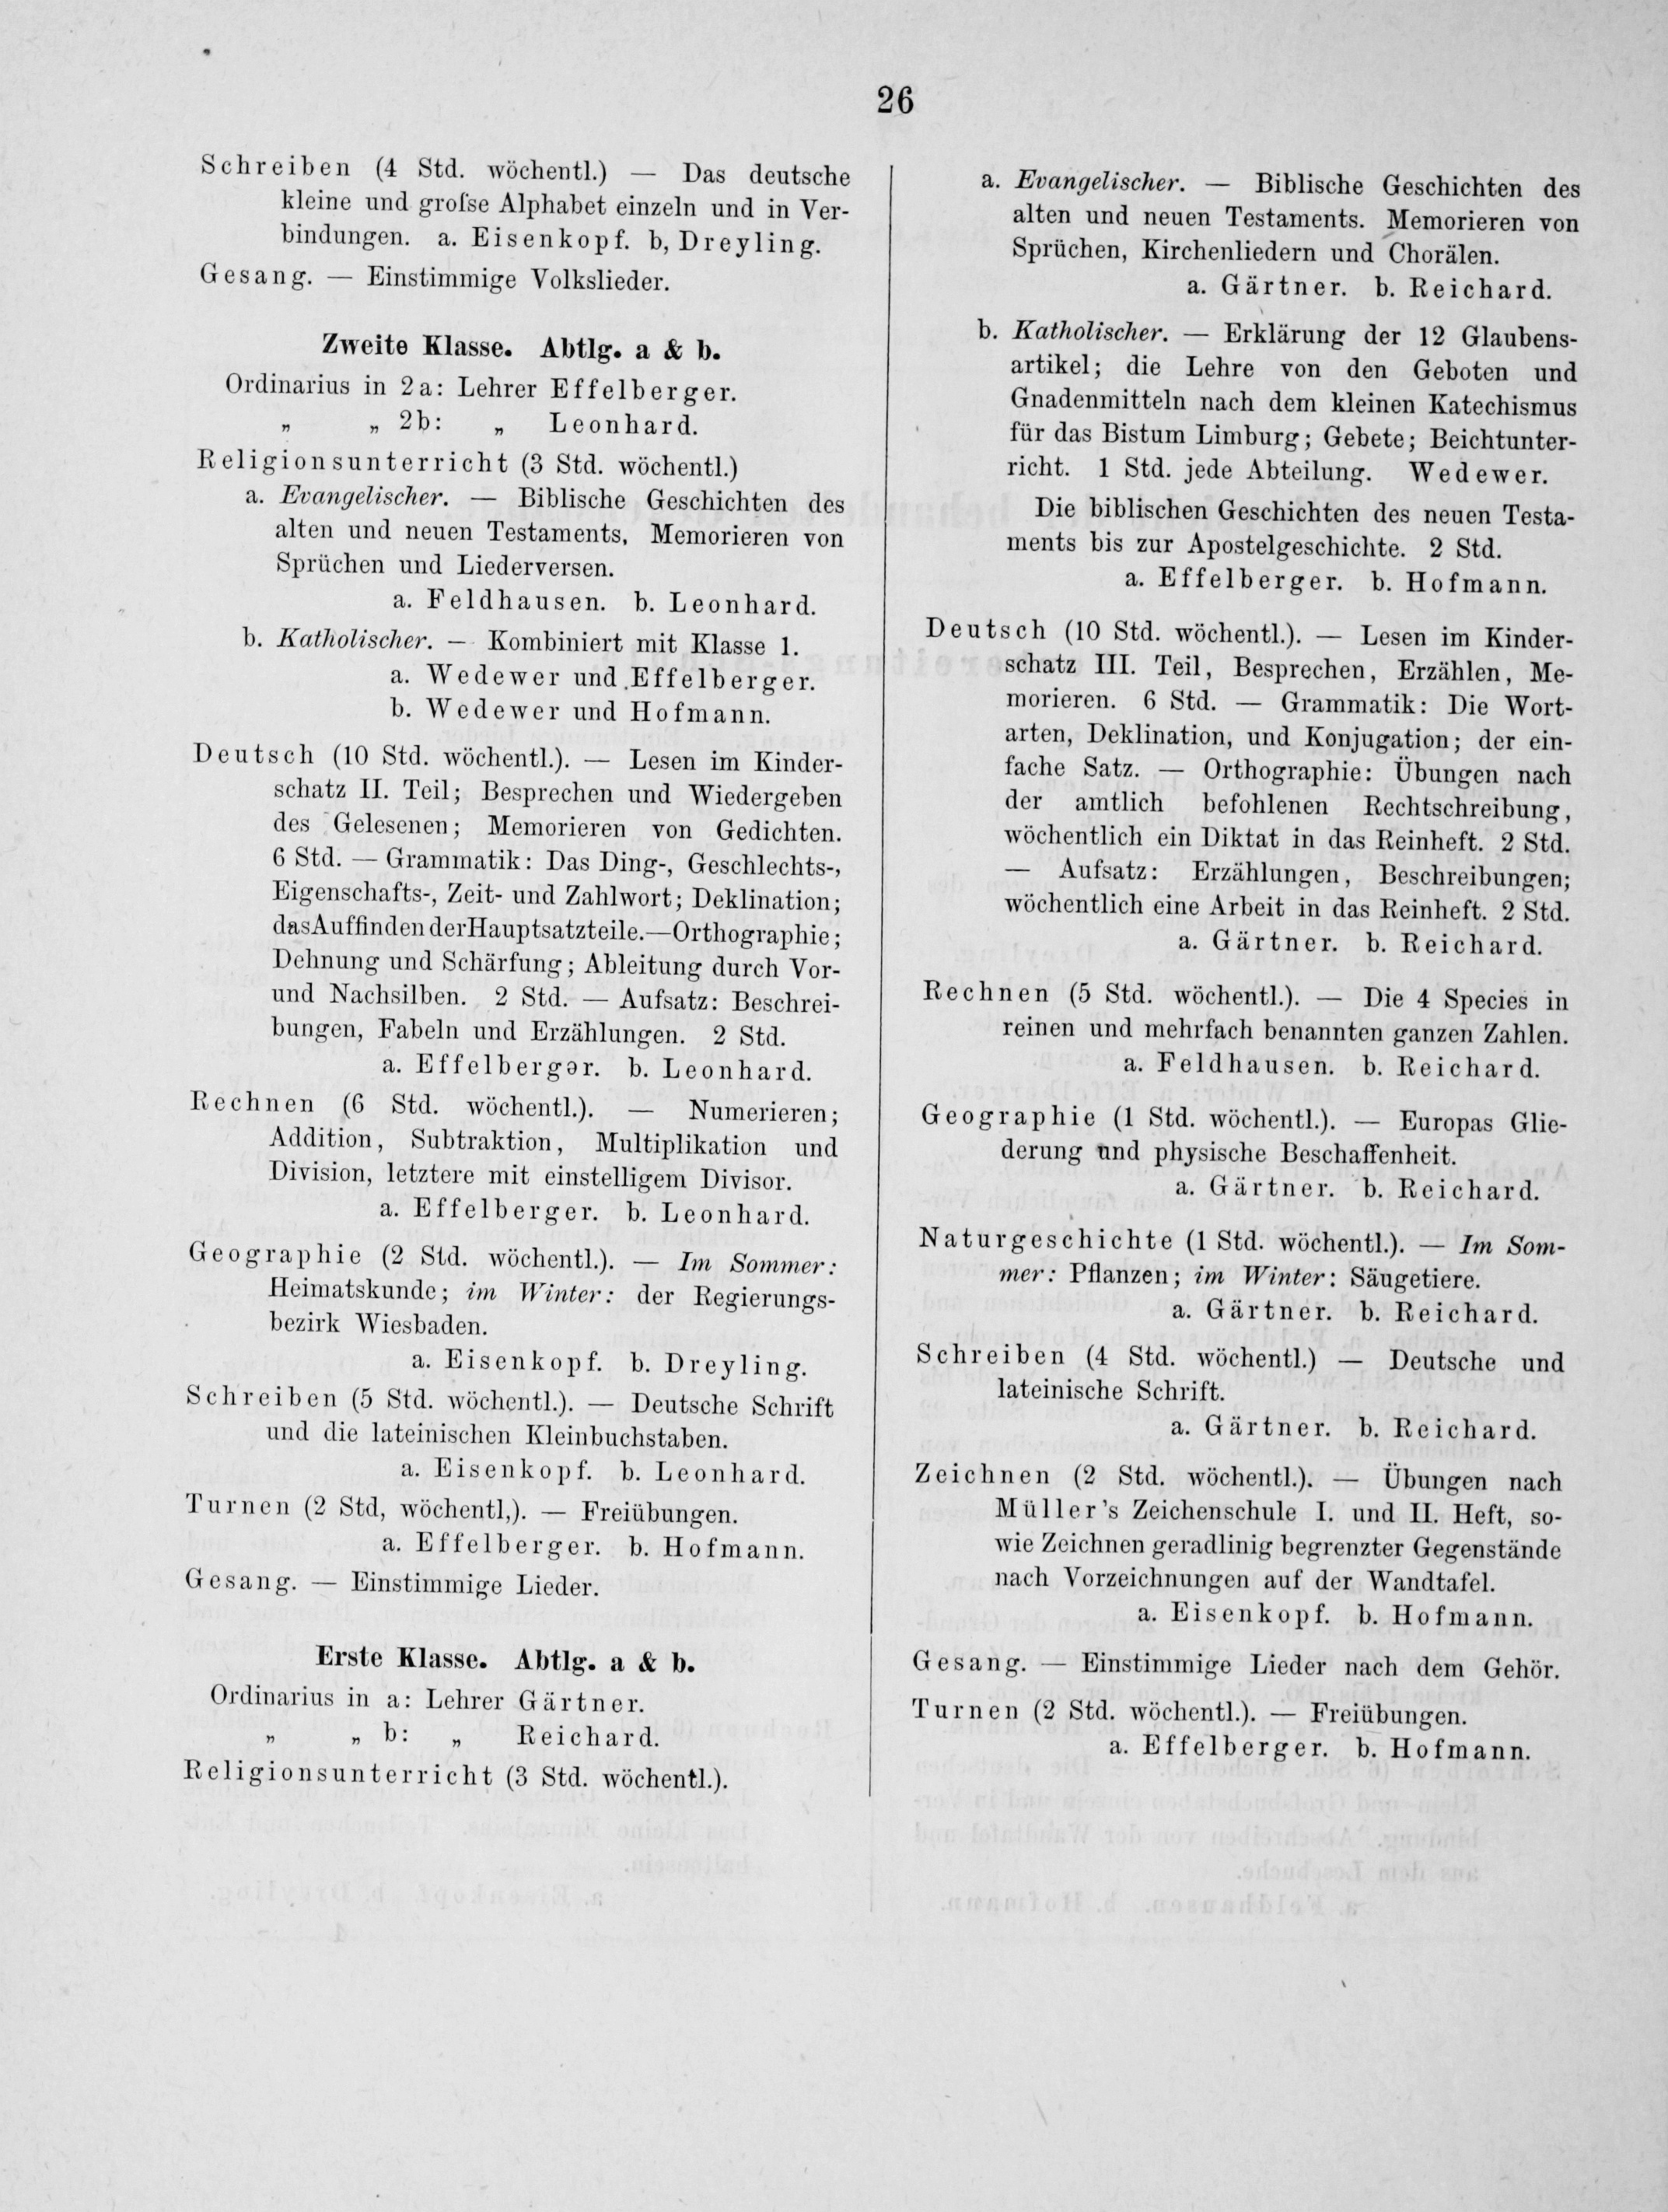 26
Schreiben (4 Std. wöchentl.) — Das deutsche
kleine und groſse Alphabet einzeln und in Ver-
bindungen. a. Eisenkopf. b, Dreyling.
Gesang. — Einstimmige Volkslieder.
Zweite Klasse. Abtlg. a & b.
Ordinarius in 2a: Lehrer Effelberger.
„ „ 2b: „ Leonhard.
Religionsunterricht (3 Std. wöchentl.)
a. Evangelischer. — Biblische Geschichten des
alten und neuen Testaments, Memorieren von
Sprüchen und Liederversen.
a. Feldhausen. b. Leonhard.
b. Katholischer. — Kombiniert mit Klasse 1.
a. Wedewer und Effelberger.
b. Wedewer und Hofmann.
Deutsch (10 Std. wöchentl.). — Lesen im Kinder-
schatz II. Teil; Besprechen und Wiedergeben
des Gelesenen; Memorieren von Gedichten.
6 Std. — Grammatik: Das Ding-, Geschlechts-,
Eigenschafts-, Zeit- und Zahlwort; Deklination;
das Auffinden der Hauptsatzteile. — Orthographie;
Dehnung und Schärfung; Ableitung durch Vor-
und Nachsilben. 2 Std. — Aufsatz: Beschrei-
bungen, Fabeln und Erzählungen. 2 Std.
a. Effelberger. b. Leonhard.
Rechnen (6 Std. wöchentl.). — Numerieren;
Addition, Subtraktion, Multiplikation und
Division, letztere mit einstelligem Divisor.
a. Effelberger. b. Leonhard.
Geographie (2 Std. wöchentl.). — Im Sommer:
Heimatskunde; im Winter: der Regierungs-
bezirk Wiesbaden.
a. Eisenkopf. b. Dreyling.
Schreiben (5 Std. wöchentl.). — Deutsche Schrift
und die lateinischen Kleinbuchstaben.
a. Eisenkopf. b. Leonhard.
Turnen (2 Std, wöchentl,). — Freiübungen.
a. Effelberger. b. Hofmann.
Gesang. — Einstimmige Lieder.
Erste Klasse. Abtlg. a & b.
Ordinarius in a: Lehrer Gärtner.
„ „ b: „ Reichard.
Religionsunterricht (3 Std. wöchentl.).
a. Evangelischer. — Biblische Geschichten des
alten und neuen Testaments. Memorieren von
Sprüchen, Kirchenliedern und Chorälen.
a. Gärtner. b. Reichard.
b. Katholischer. — Erklärung der 12 Glaubens-
artikel; die Lehre von den Geboten und
Gnadenmitteln nach dem kleinen Katechismus
für das Bistum Limburg; Gebete; Beichtunter-
richt. 1 Std. jede Abteilung. Wedewer.
Die biblischen Geschichten des neuen Testa-
ments bis zur Apostelgeschichte. 2 Std.
a. Effelberger. b. Hofmann.
Deutsch (10 Std. wöchentl.). — Lesen im Kinder-
schatz III. Teil, Besprechen, Erzählen, Me-
morieren. 6 Std. — Grammatik: Die Wort-
arten, Deklination, und Konjugation; der ein-
fache Satz. — Orthographie: Übungen nach
der amtlich befohlenen Rechtschreibung,
wöchentlich ein Diktat in das Reinheft. 2 Std.
— Aufsatz: Erzählungen, Beschreibungen;
wöchentlich eine Arbeit in das Reinheft. 2 Std.
a. Gärtner. b. Reichard.
Rechnen (5 Std. wöchentl.). — Die 4 Species in
reinen und mehrfach benannten ganzen Zahlen.
a. Feldhausen. b. Reichard.
Geographie (1 Std. wöchentl.). — Europas Glie-
derung und physische Beschaffenheit.
a. Gärtner. b. Reichard.
Naturgeschichte (1 Std. wöchentl.). — Im Som-
mer: Pflanzen; im Winter: Säugetiere.
a. Gärtner. b. Reichard.
Schreiben (4 Std. wöchentl.) — Deutsche und
lateinische Schrift.
a. Gärtner. b. Reichard.
Zeichnen (2 Std. wöchentl.). — Übungen nach
Müller's Zeichenschule I. und II. Heft, so-
wie Zeichnen geradlinig begrenzter Gegenstände
nach Vorzeichnungen auf der Wandtafel.
a. Eisenkopf. b. Hofmann.
Gesang. — Einstimmige Lieder nach dem Gehör.
Turnen (2 Std. wöchentl.). — Freiübungen.
a. Effelberger. b. Hofmann.